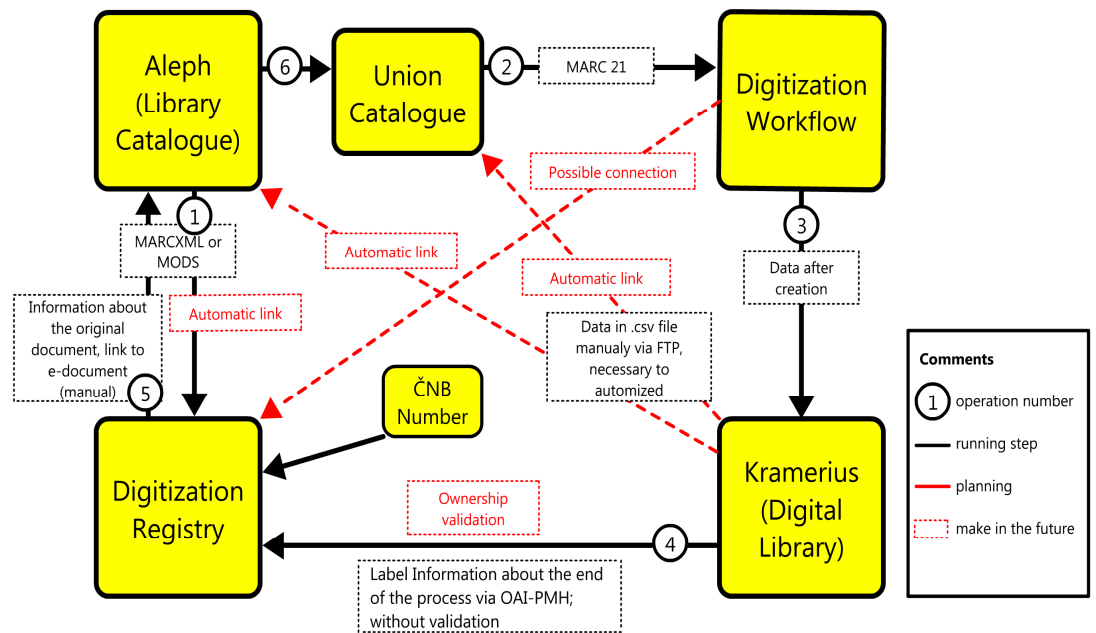 Aleph
(Library
Catalogue)
6
Union
Catalogue
2
MARC 21
Digitization
Workflow
Possible connection
1
MARCXML or
MODS
Automatic link
Automatic link
3
Data after
creation
Information about
the original
document, link to
e-document
(manual)
5
Automatic link
Data in .csv file
manualy via FTP,
necessary to
automized
ČNB
Number
Digitization
Registry
Ownership
validation
4
Label Information about the end
of the process via OAI-PMH;
without validation
Kramerius
(Digital
Library)
Comments
1 operation number
running step
planning
make in the future